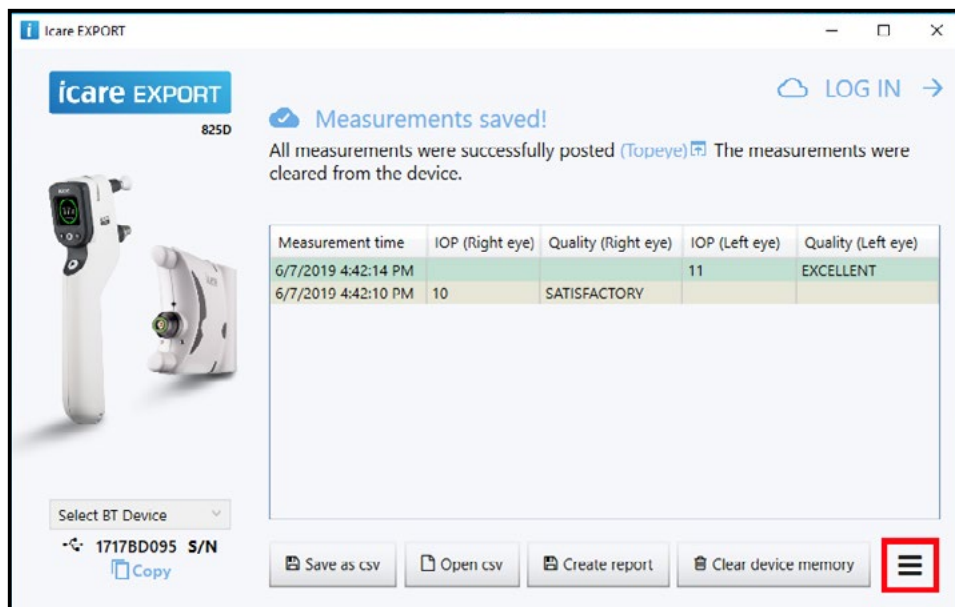 Icare EXPORT
icare EXPORT
825D
LOG IN
Measurements saved!
All measurements were successfully posted (Topeye) The measurements were
cleared from the device.
Measurement time IOP (Right eye) Quality (Right eye) IOP (Left eye) Quality (Left eye)
6/7/2019 4:42:14 PM 11 EXCELLENT
6/7/2019 4:42:10 PM 10 SATISFACTORY
Select BT Device
1717BD095 S/N
Copy
Save as csv Open csv Create report Clear device memory